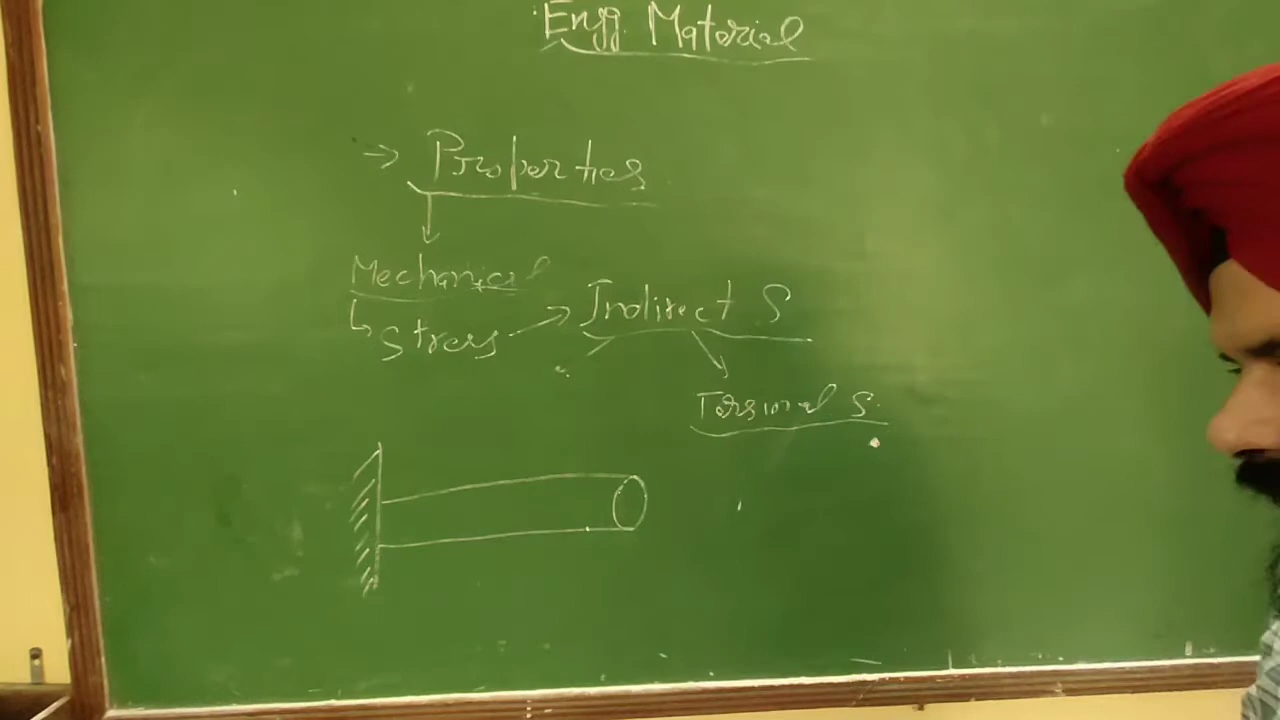 Engg. Material
→ Properties
Mechanical
Stress → Indirect S
Torsional S.